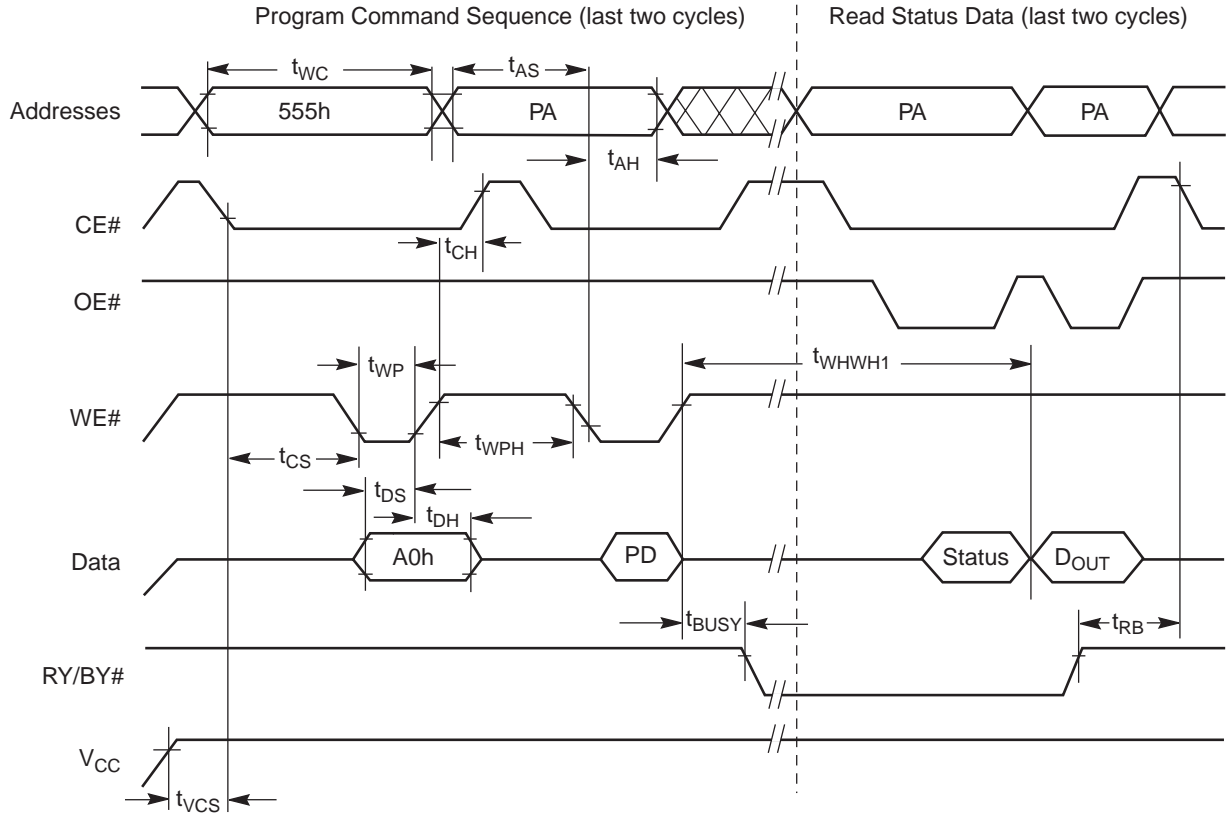 Program Command Sequence (last two cycles)
Read Status Data (last two cycles)
tWC
tAS
Addresses
555h
PA
PA
PA
tAH
CE#
tCH
OE#
tWP
tWHWH1
WE#
tWPH
tCS
tDS
tDH
Data
A0h
PD
Status
DOUT
tBUSY
tRB
RY/BY#
VCC
tVCS